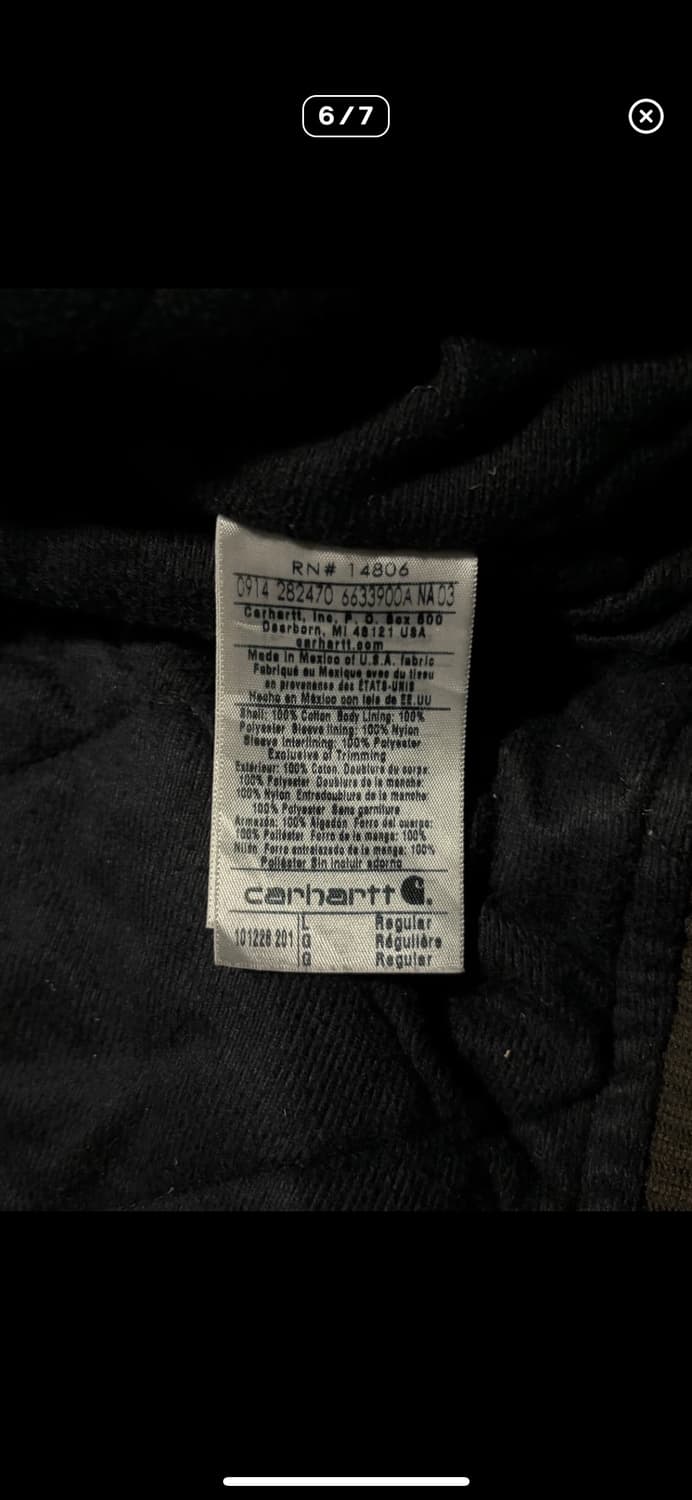 6/7
RN# 14806
0914 282470 6633900A NA 03
Carhartt, Inc. P. O. Box 600
Dearborn, MI 48121 USA
carhartt.com
Made in Mexico of U.S.A. fabric
Fabriqué au Mexique avec du tissu
en provenance des ÉTATS-UNIS
Hecho en México con tela de EE.UU
Shell: 100% Cotton Body Lining: 100%
Polyester Sleeve lining: 100% Nylon
Sleeve Interlining: 100% Polyester
Exclusive of Trimming
Extérieur: 100% Coton Doublure du corps:
100% Polyester Doublure de la manche:
100% Nylon Entredoublure de la manche:
100% Polyester Sans garniture
Armazón: 100% Algodón Forro del cuerpo:
100% Poliéster Forro de la manga: 100%
Nilón Forro entrelazado de la manga: 100%
Poliéster Sin incluir adorno
carhartt
101228 201 L Regular
G Régulière
G Regular